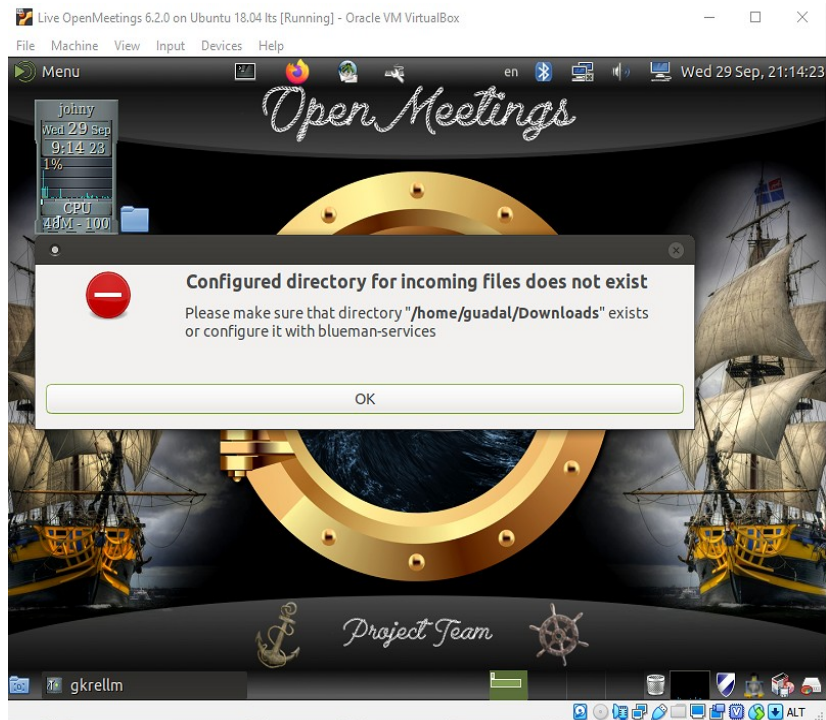 Live OpenMeetings 6.2.0 on Ubuntu 18.04 lts [Running] - Oracle VM VirtualBox
File Machine View Input Devices Help
Menu en Wed 29 Sep, 21:14:23
Open Meetings
johny
Wed 29 Sep
9:14 23
1%
CPU
48M - 100
Configured directory for incoming files does not exist
Please make sure that directory "/home/guadal/Downloads" exists
or configure it with blueman-services
OK
Project Team
gkrellm
ALT